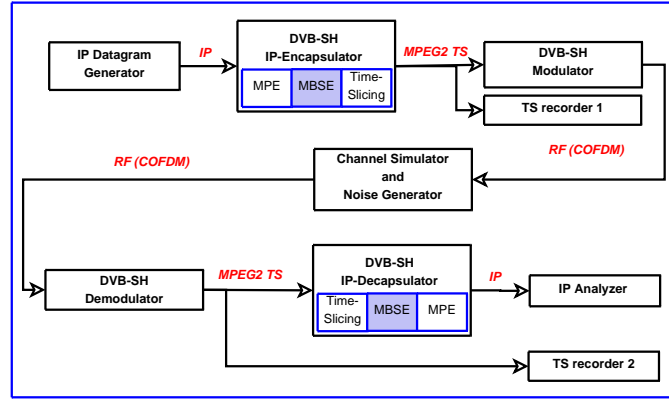 IP Datagram
Generator
IP
DVB-SH
IP-Encapsulator
MPE
MBSE
Time-
Slicing
MPEG2 TS
DVB-SH
Modulator
TS recorder 1
RF (COFDM)
RF (COFDM)
Channel Simulator
and
Noise Generator
DVB-SH
Demodulator
MPEG2 TS
DVB-SH
IP-Decapsulator
Time-
Slicing
MBSE
MPE
IP
IP Analyzer
TS recorder 2